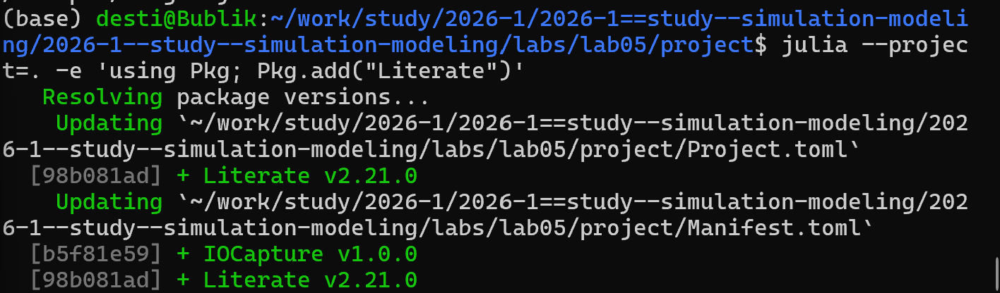 (base) desti@Bublik:~/work/study/2026-1/2026-1==study--simulation-modeli
ng/2026-1--study--simulation-modeling/labs/lab05/project$ julia --projec
t=. -e 'using Pkg; Pkg.add("Literate")'
   Resolving package versions...
    Updating `~/work/study/2026-1/2026-1==study--simulation-modeling/202
6-1--study--simulation-modeling/labs/lab05/project/Project.toml`
  [98b081ad] + Literate v2.21.0
    Updating `~/work/study/2026-1/2026-1==study--simulation-modeling/202
6-1--study--simulation-modeling/labs/lab05/project/Manifest.toml`
  [b5f81e59] + IOCapture v1.0.0
  [98b081ad] + Literate v2.21.0